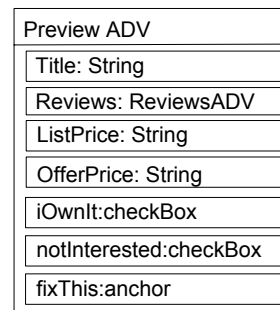 Preview ADV
Title: String
Reviews: ReviewsADV
ListPrice: String
OfferPrice: String
iOwnIt:checkBox
notInterested:checkBox
fixThis:anchor